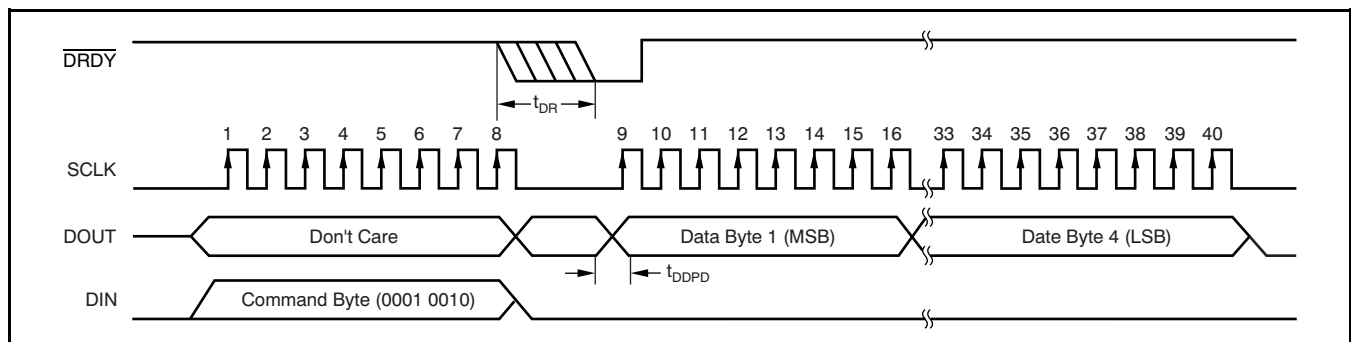 DRDY
tDR
1 2 3 4 5 6 7 8 9 10 11 12 13 14 15 16 33 34 35 36 37 38 39 40
SCLK
DOUT Don't Care Data Byte 1 (MSB) Date Byte 4 (LSB)
tDDPD
DIN Command Byte (0001 0010)